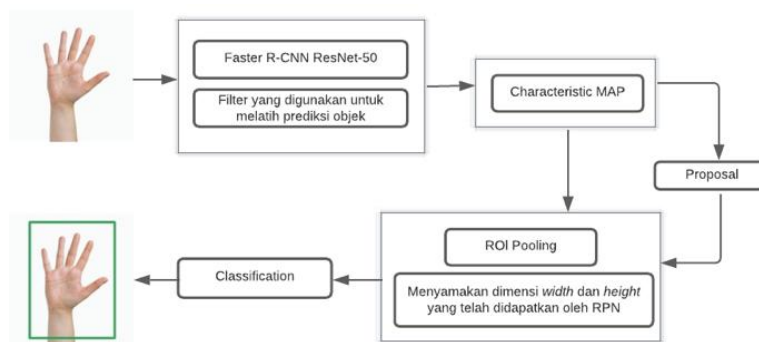 Faster R-CNN ResNet-50
Filter yang digunakan untuk
melatih prediksi objek
Characteristic MAP
Proposal
ROI Pooling
Menyamakan dimensi width dan height
yang telah didapatkan oleh RPN
Classification